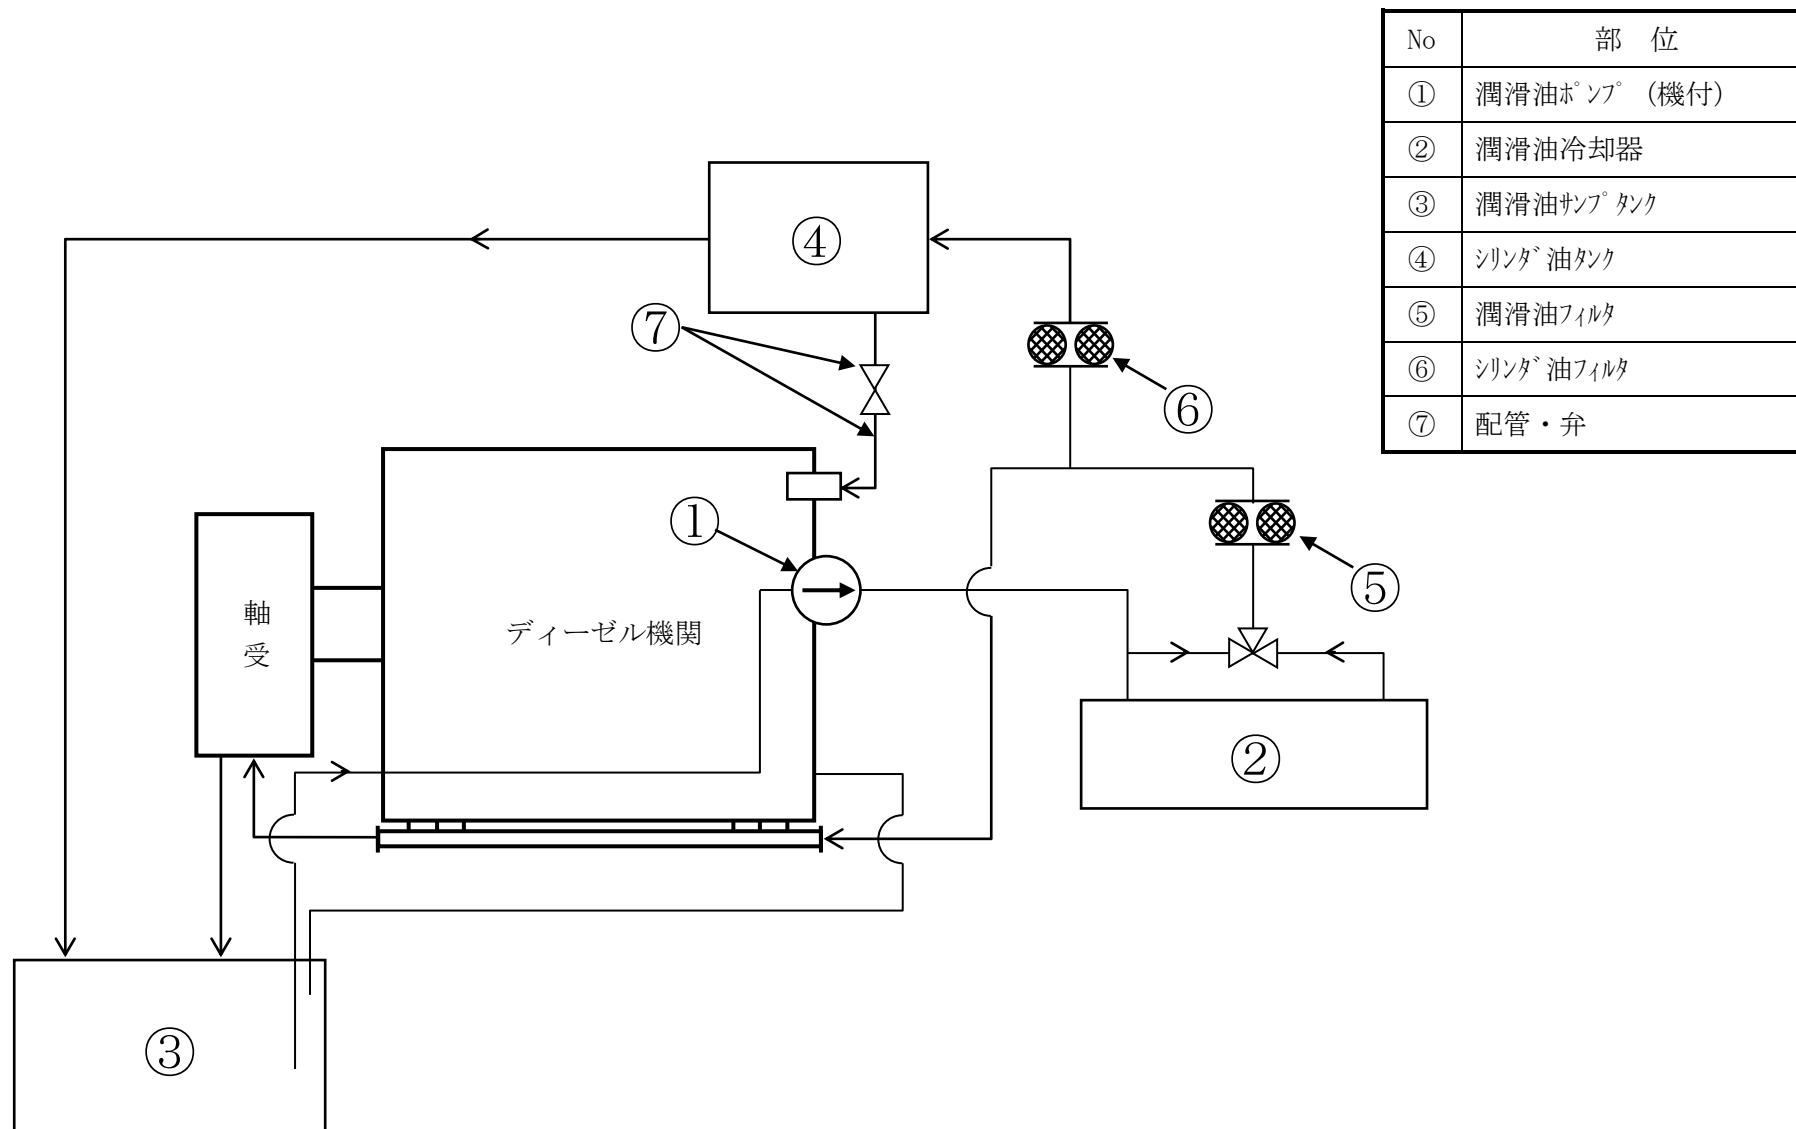 No 部 位
① 潤滑油ﾎﾟﾝﾌﾟ (機付)
② 潤滑油冷却器
③ 潤滑油ｻﾝﾌﾟﾀﾝｸ
④ ｼﾘﾝﾀﾞ油ﾀﾝｸ
⑤ 潤滑油ﾌｨﾙﾀ
⑥ ｼﾘﾝﾀﾞ油ﾌｨﾙﾀ
⑦ 配管・弁
④
⑦
⑥
①
⑤
軸受
ディーゼル機関
②
③